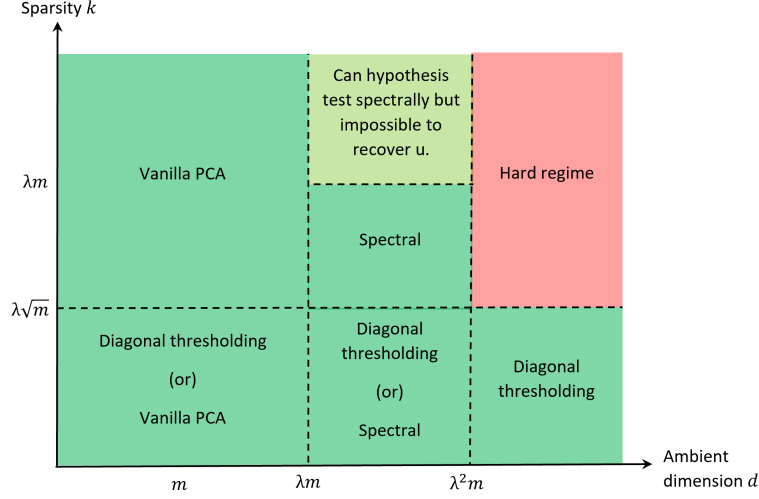 Sparsity k
Can hypothesis
test spectrally but
impossible to
recover u.
Vanilla PCA
Hard regime
λm
Spectral
λ√m
Diagonal thresholding
(or)
Vanilla PCA
Diagonal
thresholding
(or)
Spectral
Diagonal
thresholding
Ambient
dimension d
m
λm
λ²m